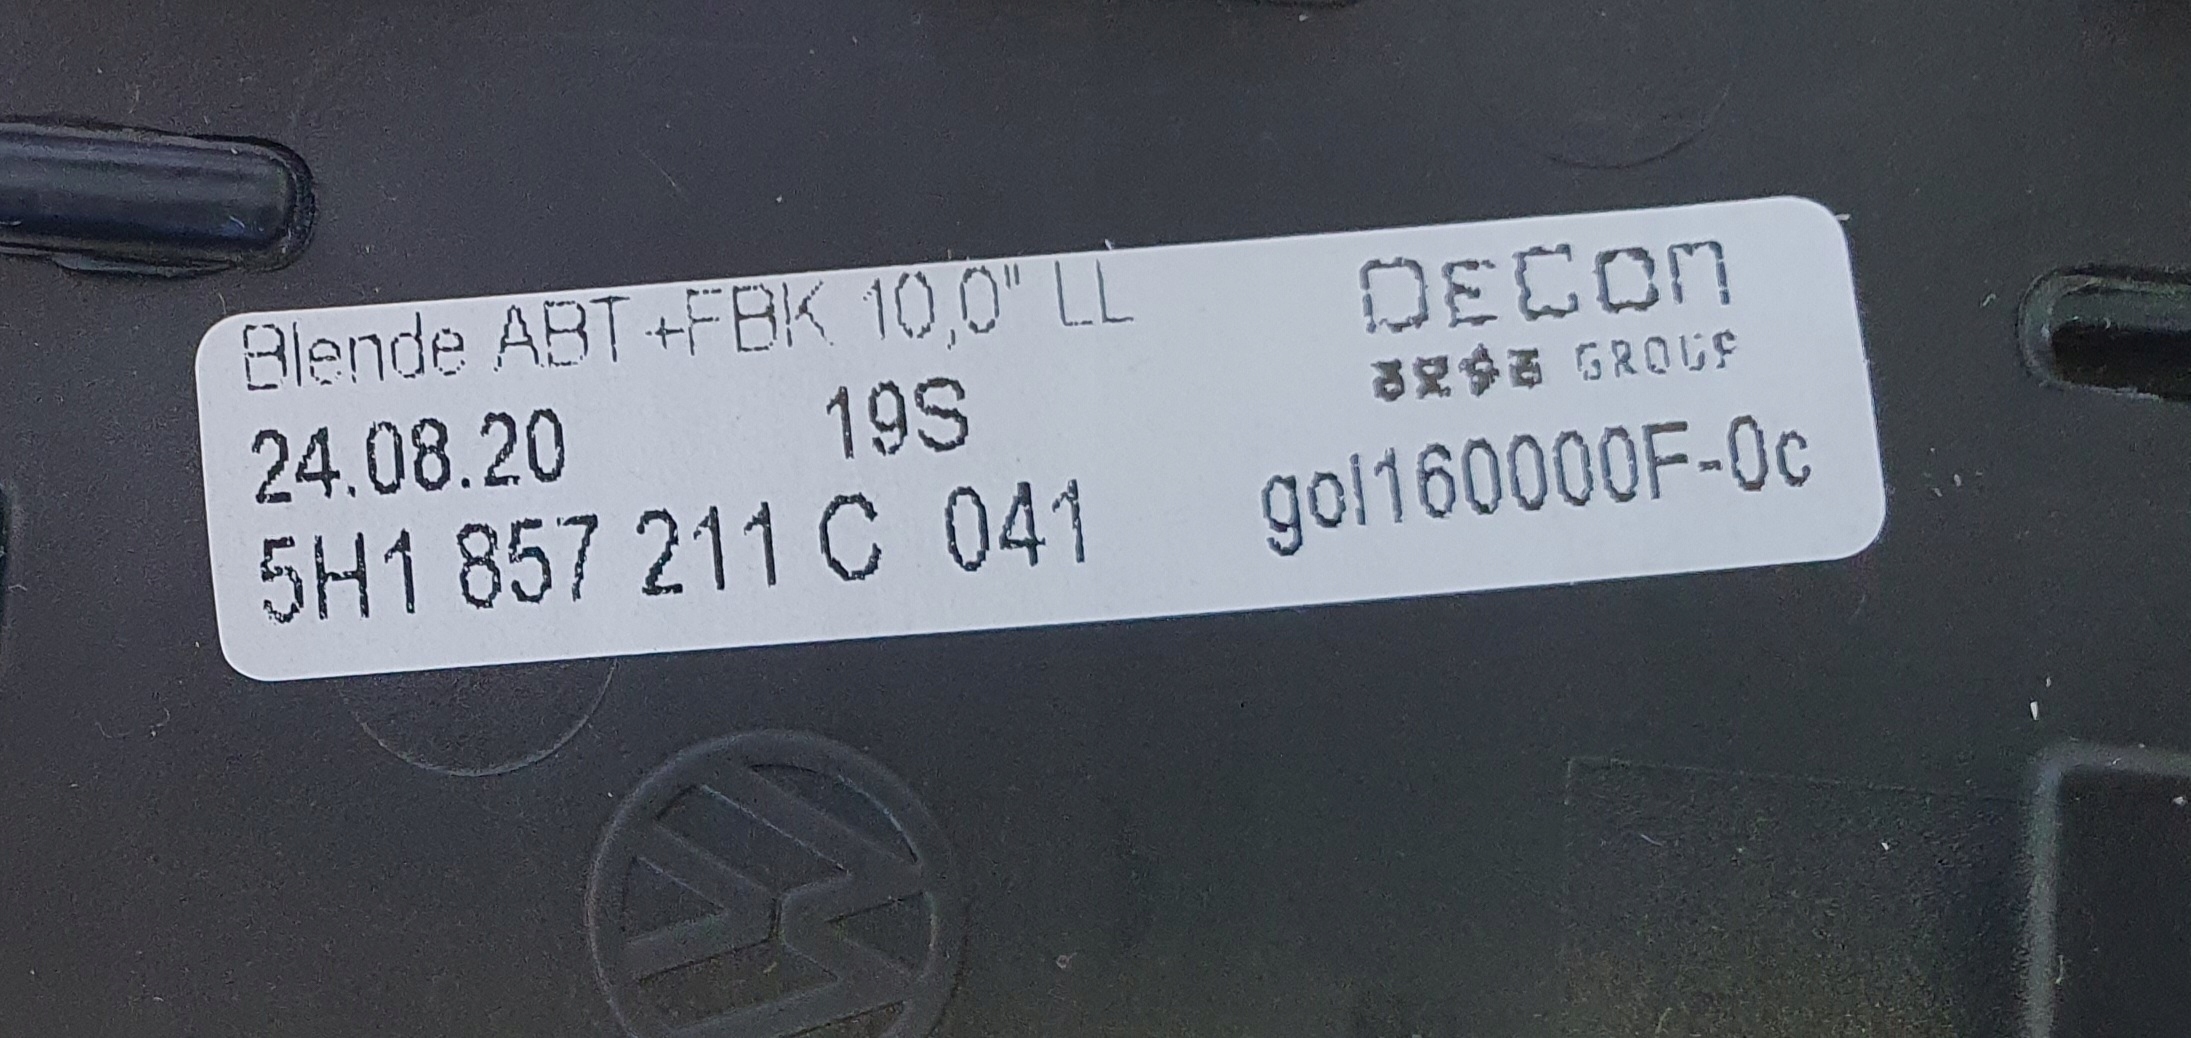 Blende ABT+FBK 10,0" LL
24.08.20 19S
5H1 857 211 C 041
DECOM
GROUP
gol160000F-0c